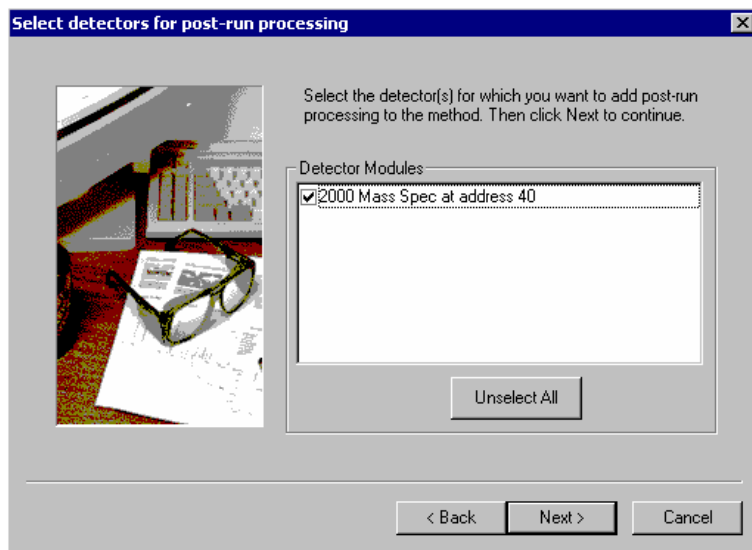 Select detectors for post-run processing
Select the detector(s) for which you want to add post-run
processing to the method. Then click Next to continue.
Detector Modules
2000 Mass Spec at address 40
Unselect All
< Back
Next >
Cancel